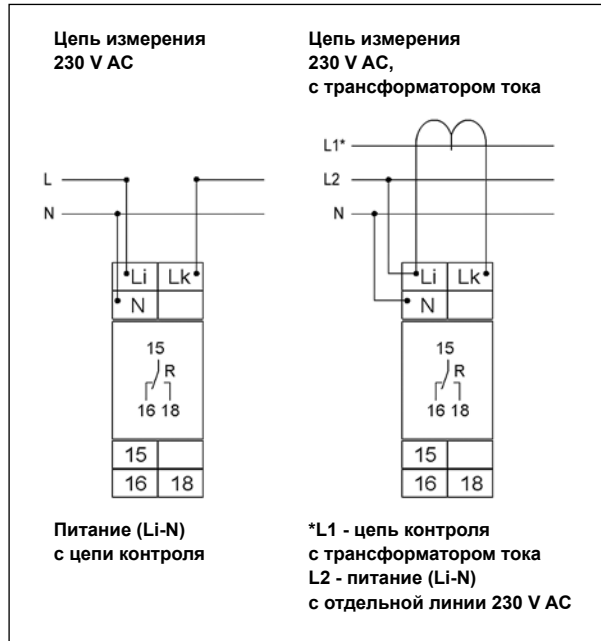 Цепь измерения
230 V AC
Цепь измерения
230 V AC,
с трансформатором тока
L
N
Li Lk
N
15
R
16 18
15
16 18
L1*
L2
N
Li Lk
N
15
R
16 18
15
16 18
Питание (Li-N)
с цепи контроля
*L1 - цепь контроля
с трансформатором тока
L2 - питание (Li-N)
с отдельной линии 230 V AC